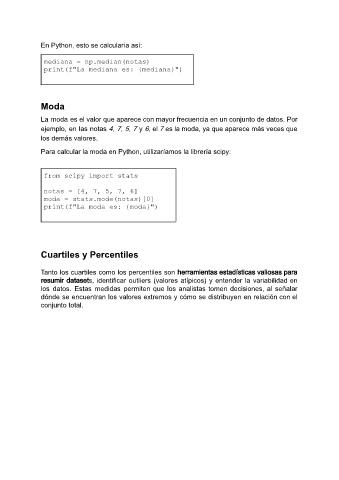 En Python, esto se calcularía así:
mediana = np.median(notas)
print(f"La mediana es: {mediana}")
Moda
La moda es el valor que aparece con mayor frecuencia en un conjunto de datos. Por
ejemplo, en las notas 4, 7, 5, 7 y 6, el 7 es la moda, ya que aparece más veces que
los demás valores.
Para calcular la moda en Python, utilizaríamos la librería scipy:
from scipy import stats
notas = [4, 7, 5, 7, 6]
moda = stats.mode(notas)[0]
print(f"La moda es: {moda}")
Cuartiles y Percentiles
Tanto los cuartiles como los percentiles son herramientas estadísticas valiosas para
resumir datasets, identificar outliers (valores atípicos) y entender la variabilidad en
los datos. Estas medidas permiten que los analistas tomen decisiones, al señalar
dónde se encuentran los valores extremos y cómo se distribuyen en relación con el
conjunto total.